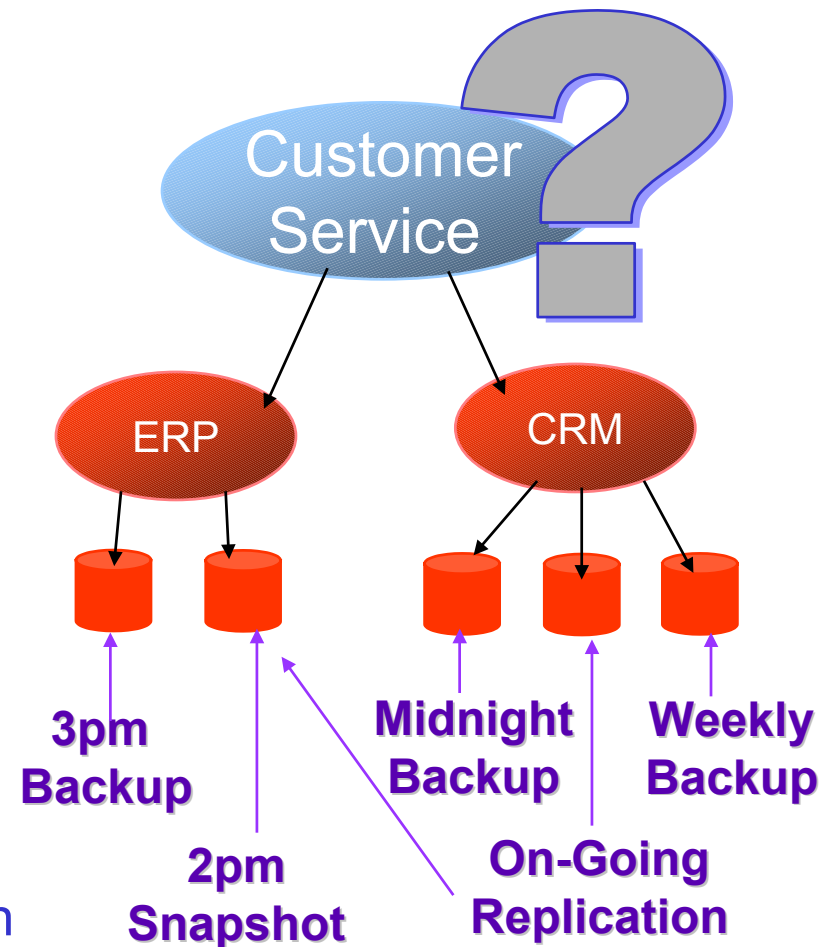 ?
Customer
Service
ERP
CRM
3pm
Backup
Midnight
Backup
Weekly
Backup
2pm
Snapshot
On-Going
Replication
n